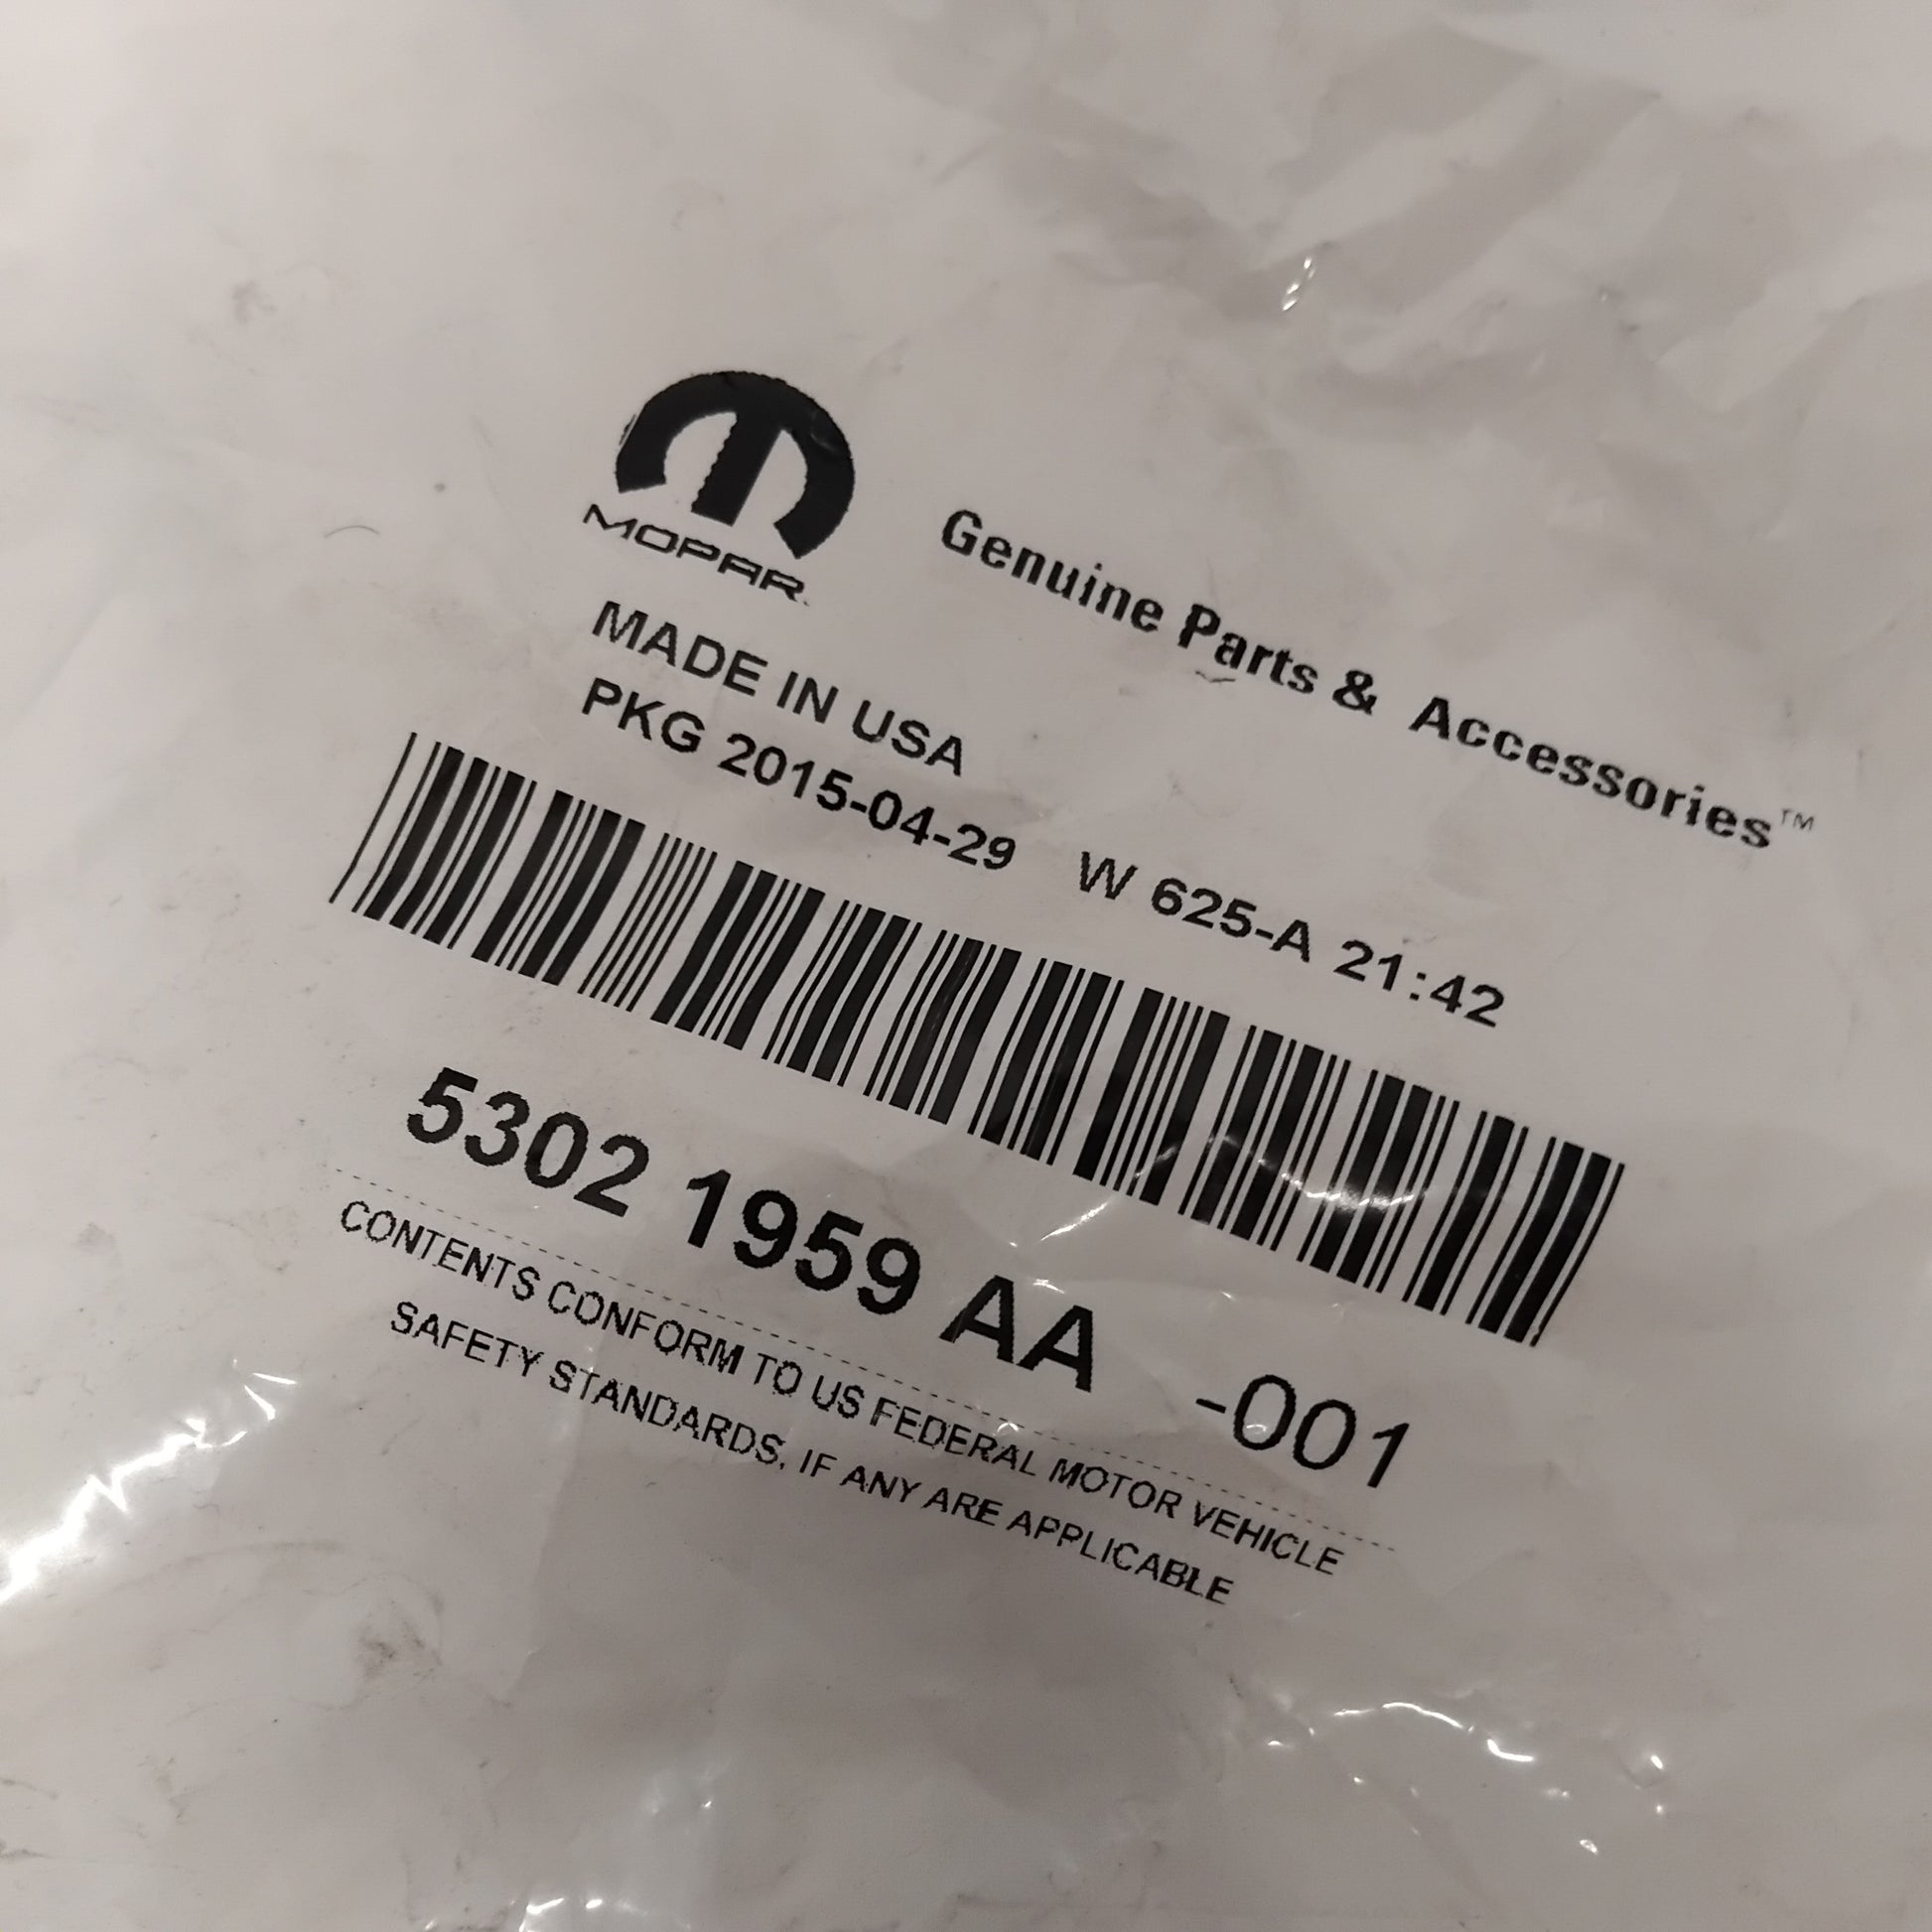 MOPAR
Genuine Parts & Accessories™
MADE IN USA
PKG 2015-04-29 W 625-A 21:42
5302 1959 AA -001
CONTENTS CONFORM TO US FEDERAL MOTOR VEHICLE
SAFETY STANDARDS, IF ANY ARE APPLICABLE